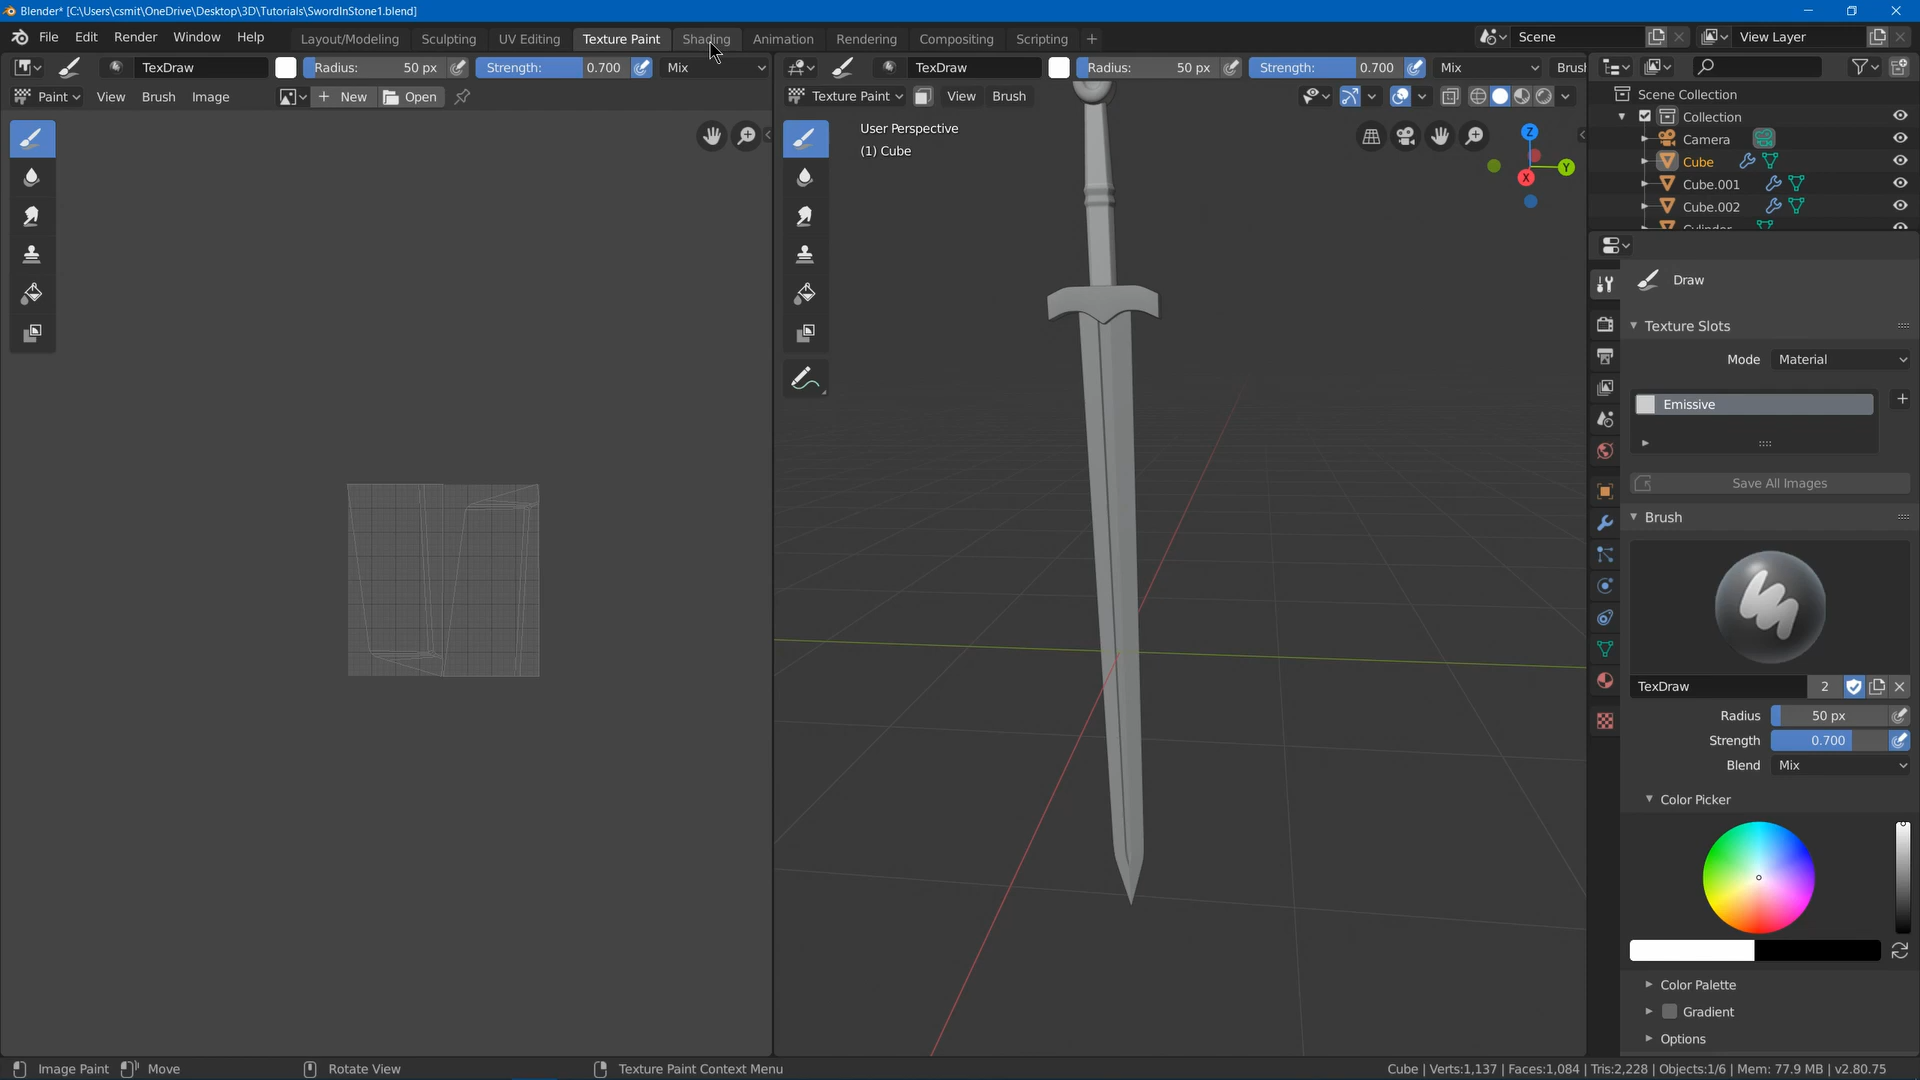 Blender* [C:\Users\csmit\OneDrive\Desktop\3D\Tutorials\SwordInStone1.blend]
File Edit Render Window Help Layout/Modeling Sculpting UV Editing Texture Paint Shading Animation Rendering Compositing Scripting + Scene View Layer
TexDraw Radius: 50 px Strength: 0.700 Mix
TexDraw Radius: 50 px Strength: 0.700 Mix Brush
Paint View Brush Image + New Open
Texture Paint View Brush
User Perspective
(1) Cube
Z
Y
X
Scene Collection
Collection
Camera
Cube
Cube.001
Cube.002
Cylinder
Draw
Texture Slots
Mode Material
Emissive
+
Save All Images
Brush
TexDraw 2
Radius 50 px
Strength 0.700
Blend Mix
Color Picker
Color Palette
Gradient
Options
Image Paint Move Rotate View Texture Paint Context Menu
Cube | Verts:1,137 | Faces:1,084 | Tris:2,228 | Objects:1/6 | Mem: 77.9 MB | v2.80.75